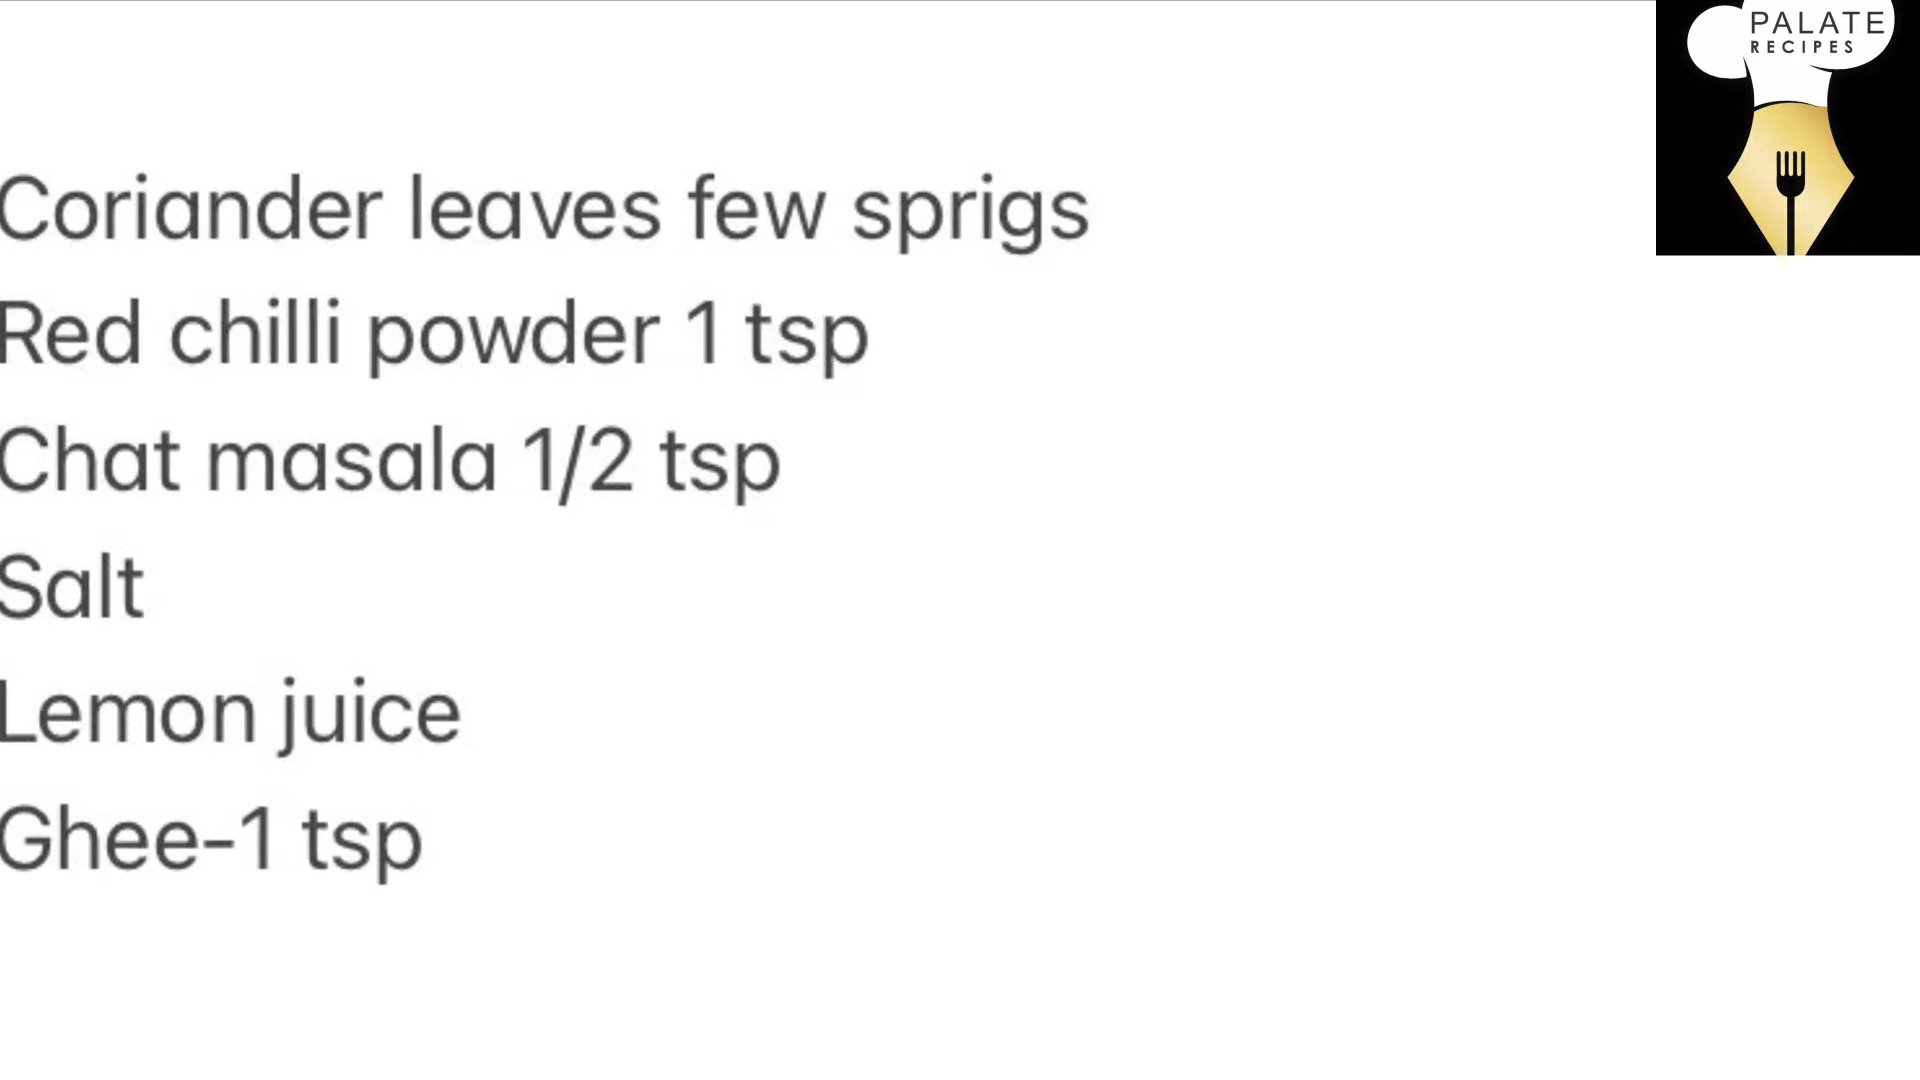 PALATE
RECIPES
Coriander leaves few sprigs
Red chilli powder 1 tsp
Chat masala 1/2 tsp
Salt
Lemon juice
Ghee-1 tsp